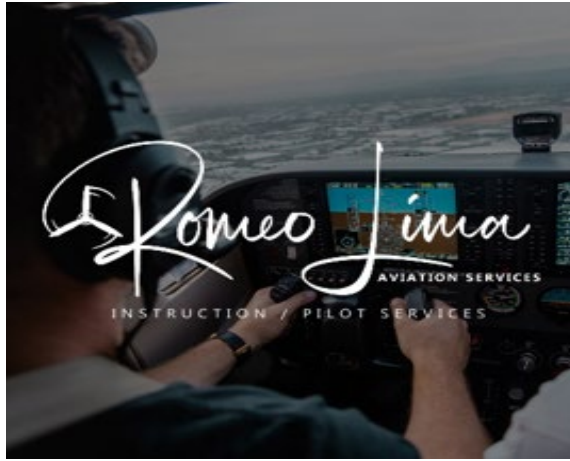 Romeo Lima
AVIATION SERVICES
INSTRUCTION / PILOT SERVICES